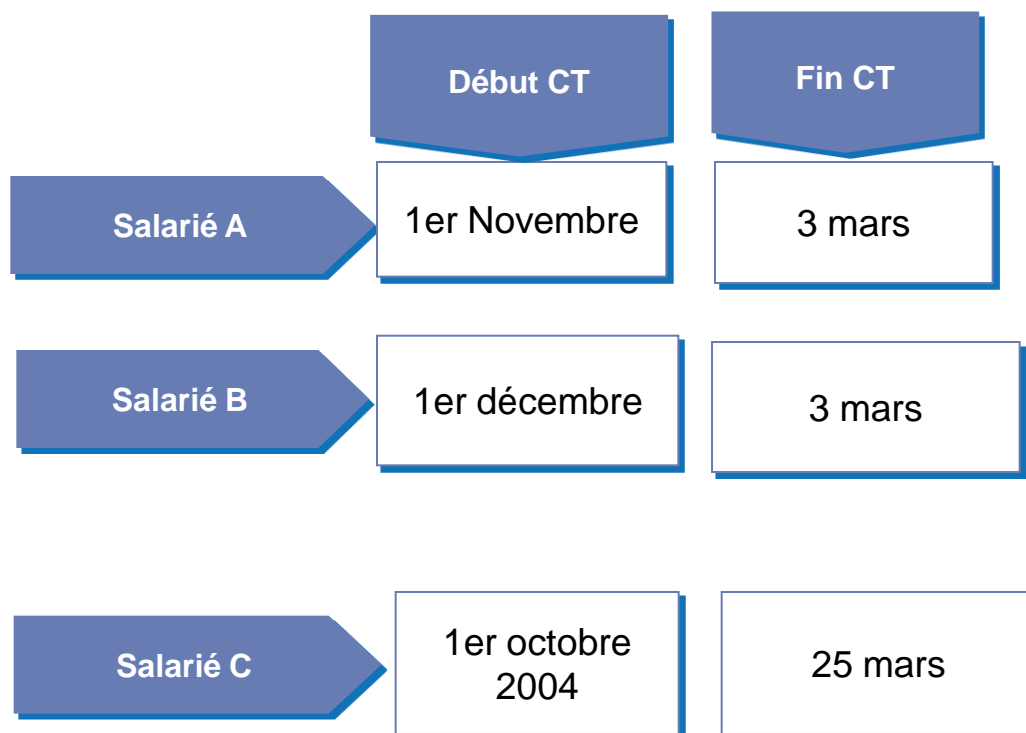 Début CT
Fin CT
Salarié A
1er Novembre
3 mars
Salarié B
1er décembre
3 mars
Salarié C
1er octobre
2004
25 mars